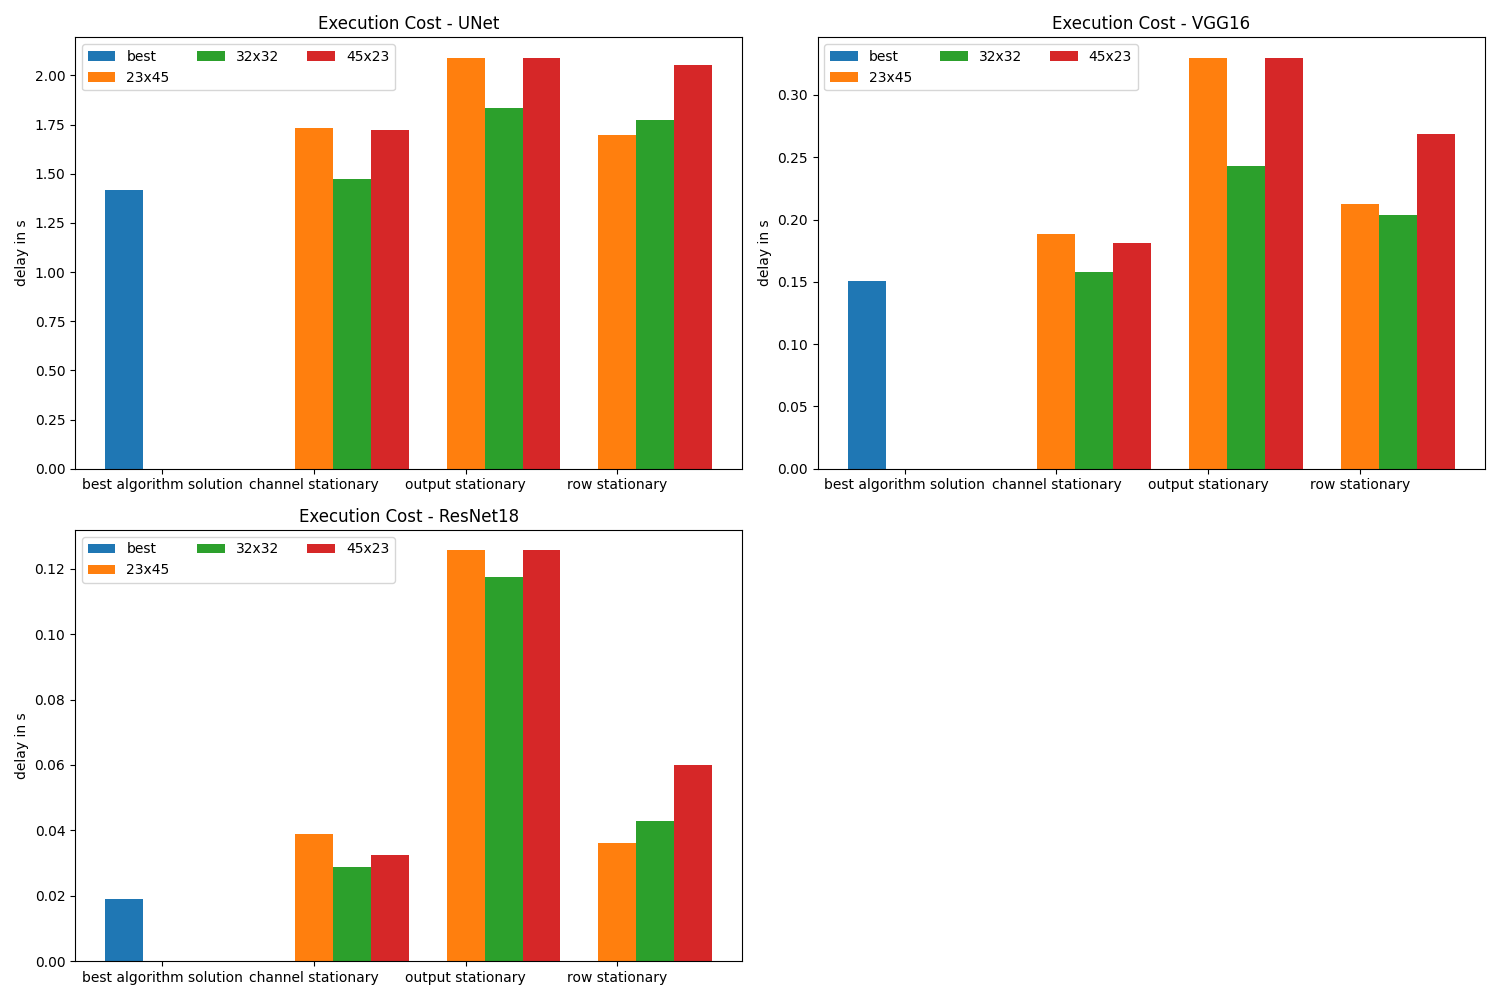 Execution Cost - UNet
best 32x32 45x23
23x45
2.00
1.75
1.50
1.25
1.00
0.75
0.50
0.25
0.00
delay in s
best algorithm solution channel stationary output stationary row stationary
Execution Cost - VGG16
best 32x32 45x23
23x45
0.30
0.25
0.20
0.15
0.10
0.05
0.00
delay in s
best algorithm solution channel stationary output stationary row stationary
Execution Cost - ResNet18
best 32x32 45x23
23x45
0.12
0.10
0.08
0.06
0.04
0.02
0.00
delay in s
best algorithm solution channel stationary output stationary row stationary